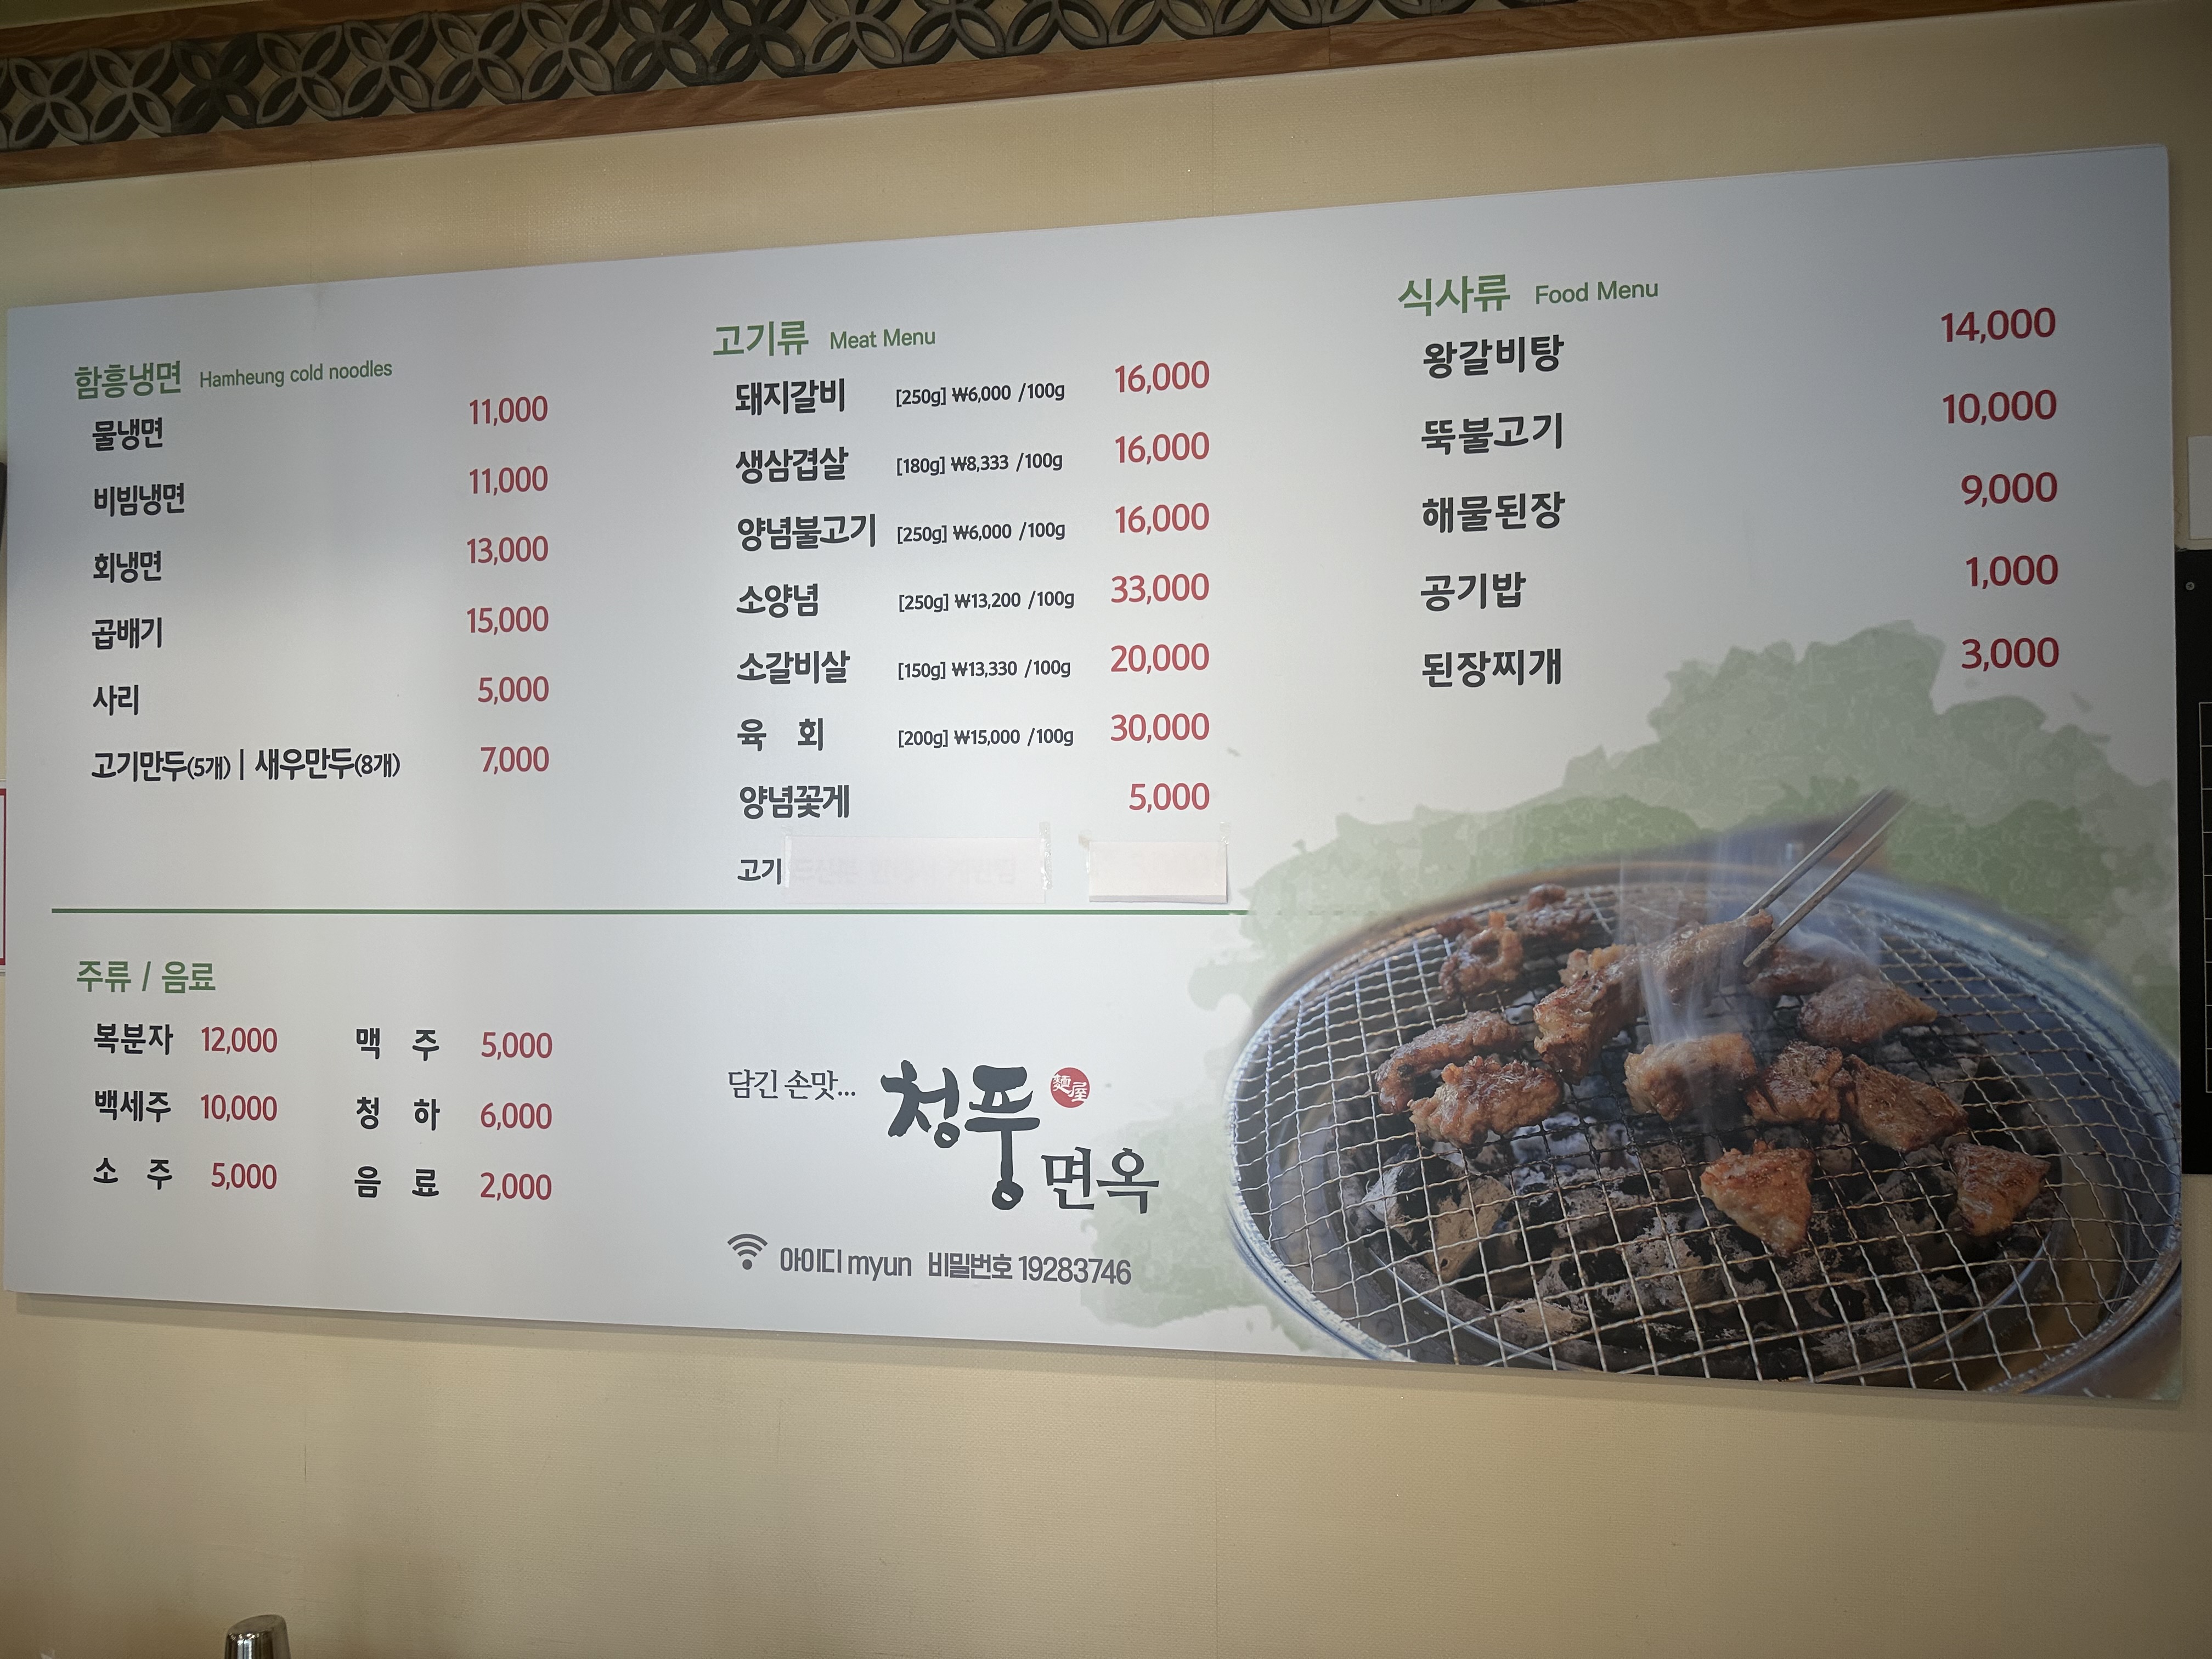 함흥냉면 Hamheung cold noodles
물냉면 11,000
비빔냉면 11,000
회냉면 13,000
곱배기 15,000
사리 5,000
고기만두(5개) | 새우만두(8개) 7,000
고기류 Meat Menu
돼지갈비 [250g] ₩6,000 /100g 16,000
생삼겹살 [180g] ₩8,333 /100g 16,000
양념불고기 [250g] ₩6,000 /100g 16,000
소양념 [250g] ₩13,200 /100g 33,000
소갈비살 [150g] ₩13,330 /100g 20,000
육 회 [200g] ₩15,000 /100g 30,000
양념꽃게 5,000
고기
식사류 Food Menu
왕갈비탕 14,000
뚝불고기 10,000
해물된장 9,000
공기밥 1,000
된장찌개 3,000
주류 / 음료
복분자 12,000 맥 주 5,000
백세주 10,000 청 하 6,000
소 주 5,000 음 료 2,000
담긴 손맛... 청풍 麵屋
면옥
아이디 myun 비밀번호 19283746